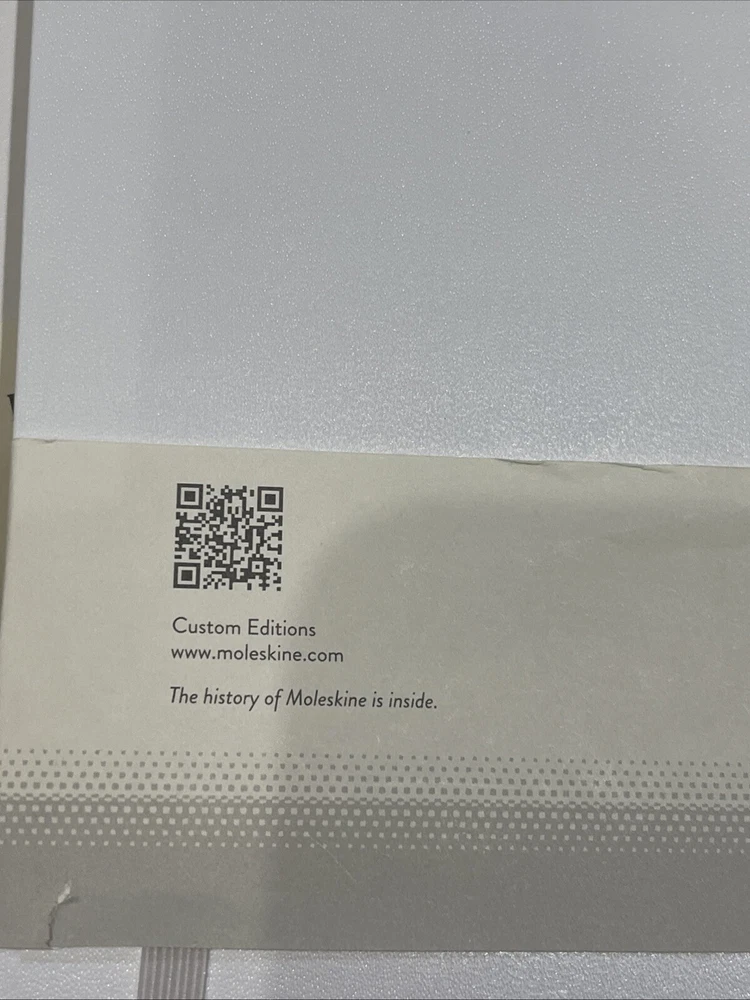 Custom Editions
www.moleskine.com
The history of Moleskine is inside.